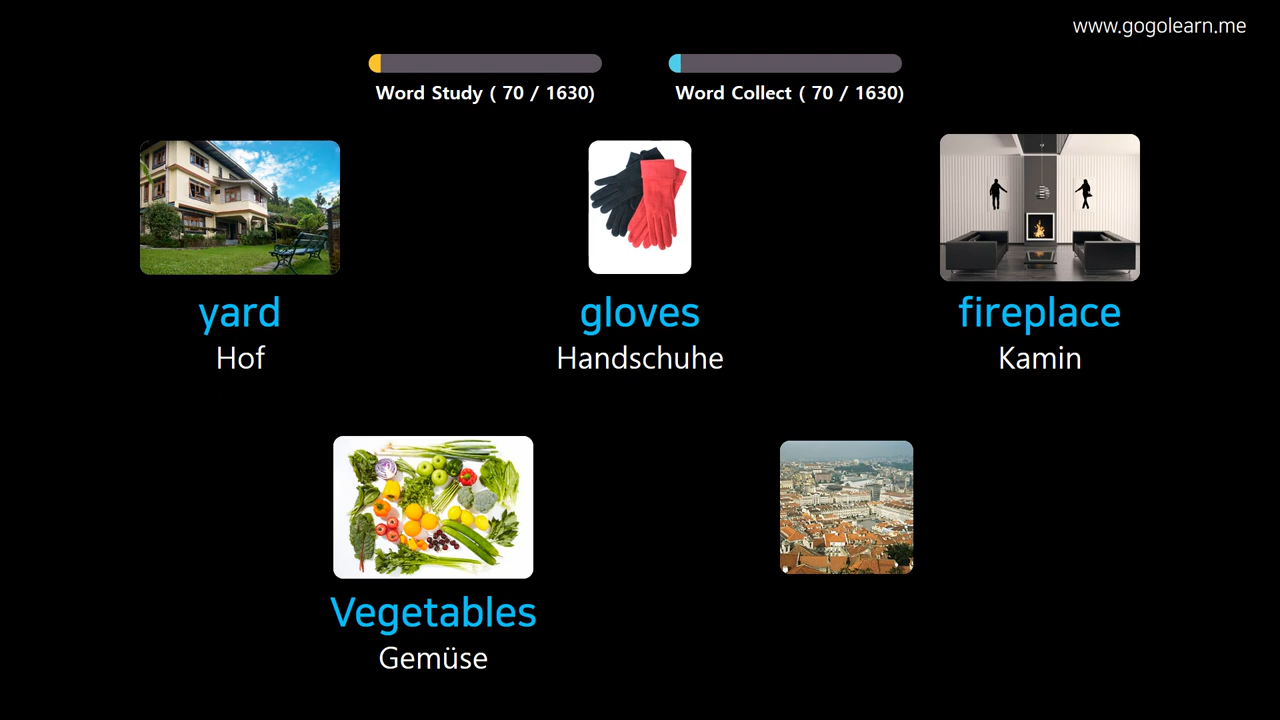 www.gogolearn.me
Word Study ( 70 / 1630)
Word Collect ( 70 / 1630)
yard
Hof
gloves
Handschuhe
fireplace
Kamin
Vegetables
Gemüse